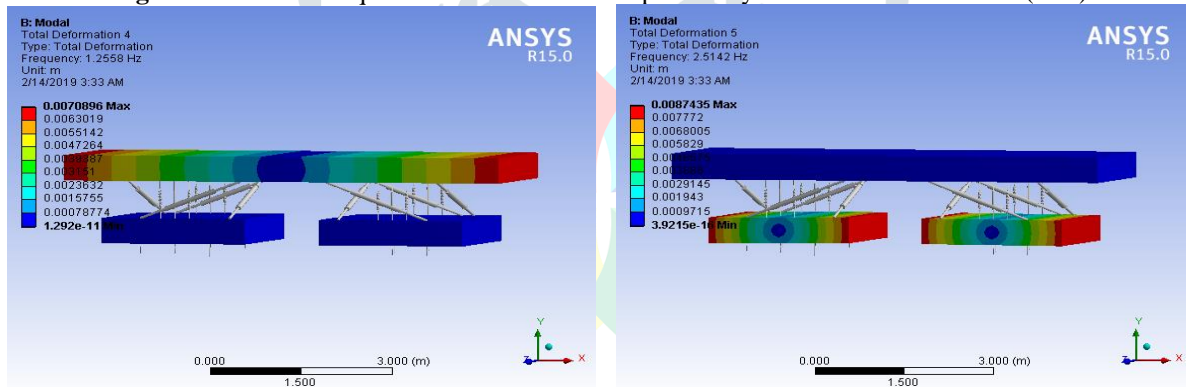 B: Modal
Total Deformation 4
Type: Total Deformation
Frequency: 1.2558 Hz
Unit: m
2/14/2019 3:33 AM
ANSYS
R15.0
0.0070896 Max
0.0063019
0.0055142
0.0047264
0.0023632
0.0015755
0.00078774
1.292e-11
0.000
3.000 (m)
1.500
Y
X
Z
B: Modal
Total Deformation 5
Type: Total Deformation
Frequency: 2.5142 Hz
Unit: m
2/14/2019 3:33 AM
ANSYS
R15.0
0.0087435 Max
0.007772
0.0068005
0.005829
0.0029145
0.001943
0.0009715
0.000
3.000 (m)
1.500
Y
X
Z